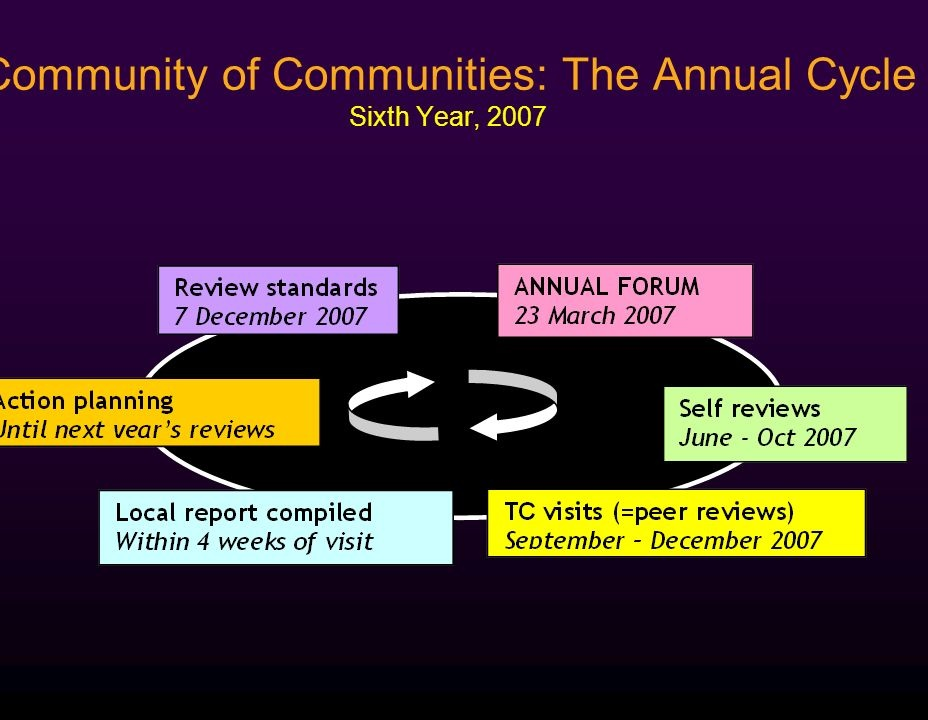 Community of Communities: The Annual Cycle
Sixth Year, 2007
Review standards
7 December 2007
ANNUAL FORUM
23 March 2007
Action planning
Until next year's reviews
Self reviews
June - Oct 2007
Local report compiled
Within 4 weeks of visit
TC visits (=peer reviews)
September – December 2007